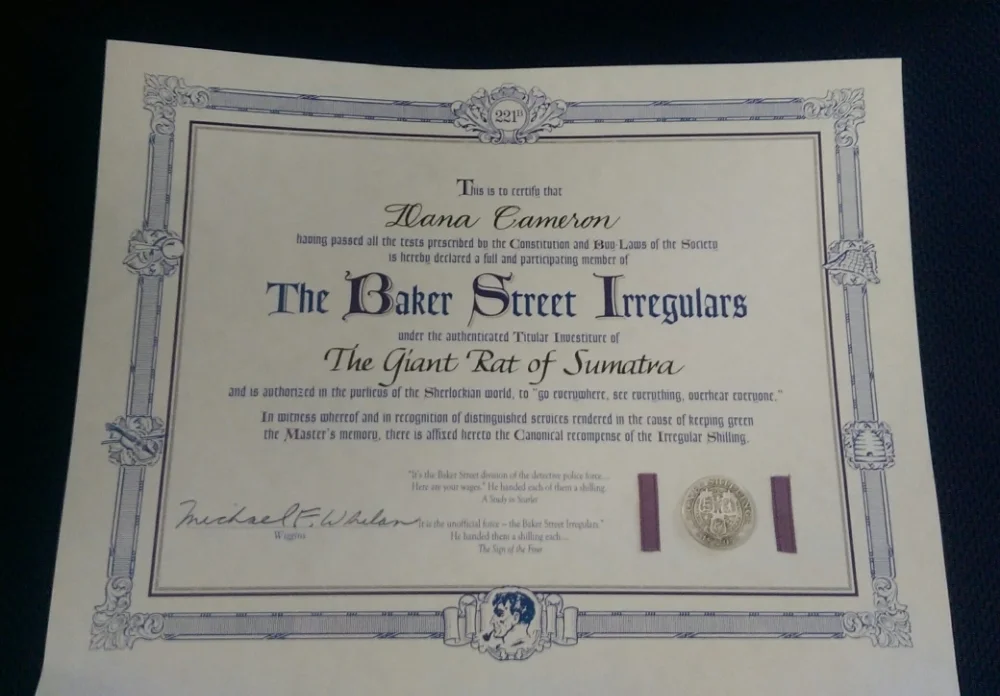 221B
This is to certify that
Dana Cameron
having passed all the tests prescribed by the Constitution and Buy-Laws of the Society
is hereby declared a full and participating member of
The Baker Street Irregulars
under the authenticated Titular Investiture of
The Giant Rat of Sumatra
and is authorized in the purlieus of the Sherlockian world, to "go everywhere, see everything, overhear everyone."
In witness whereof and in recognition of distinguished services rendered in the cause of keeping green
the Master's memory, there is affixed hereto the Canonical recompense of the Irregular Shilling.
"It's the Baker Street division of the detective police force...
Here are your wages." He handed each of them a shilling.
A Study in Scarlet
Michael F. Whelan
Wiggins
"It is the unofficial force – the Baker Street Irregulars."
He handed them a shilling each...
The Sign of the Four